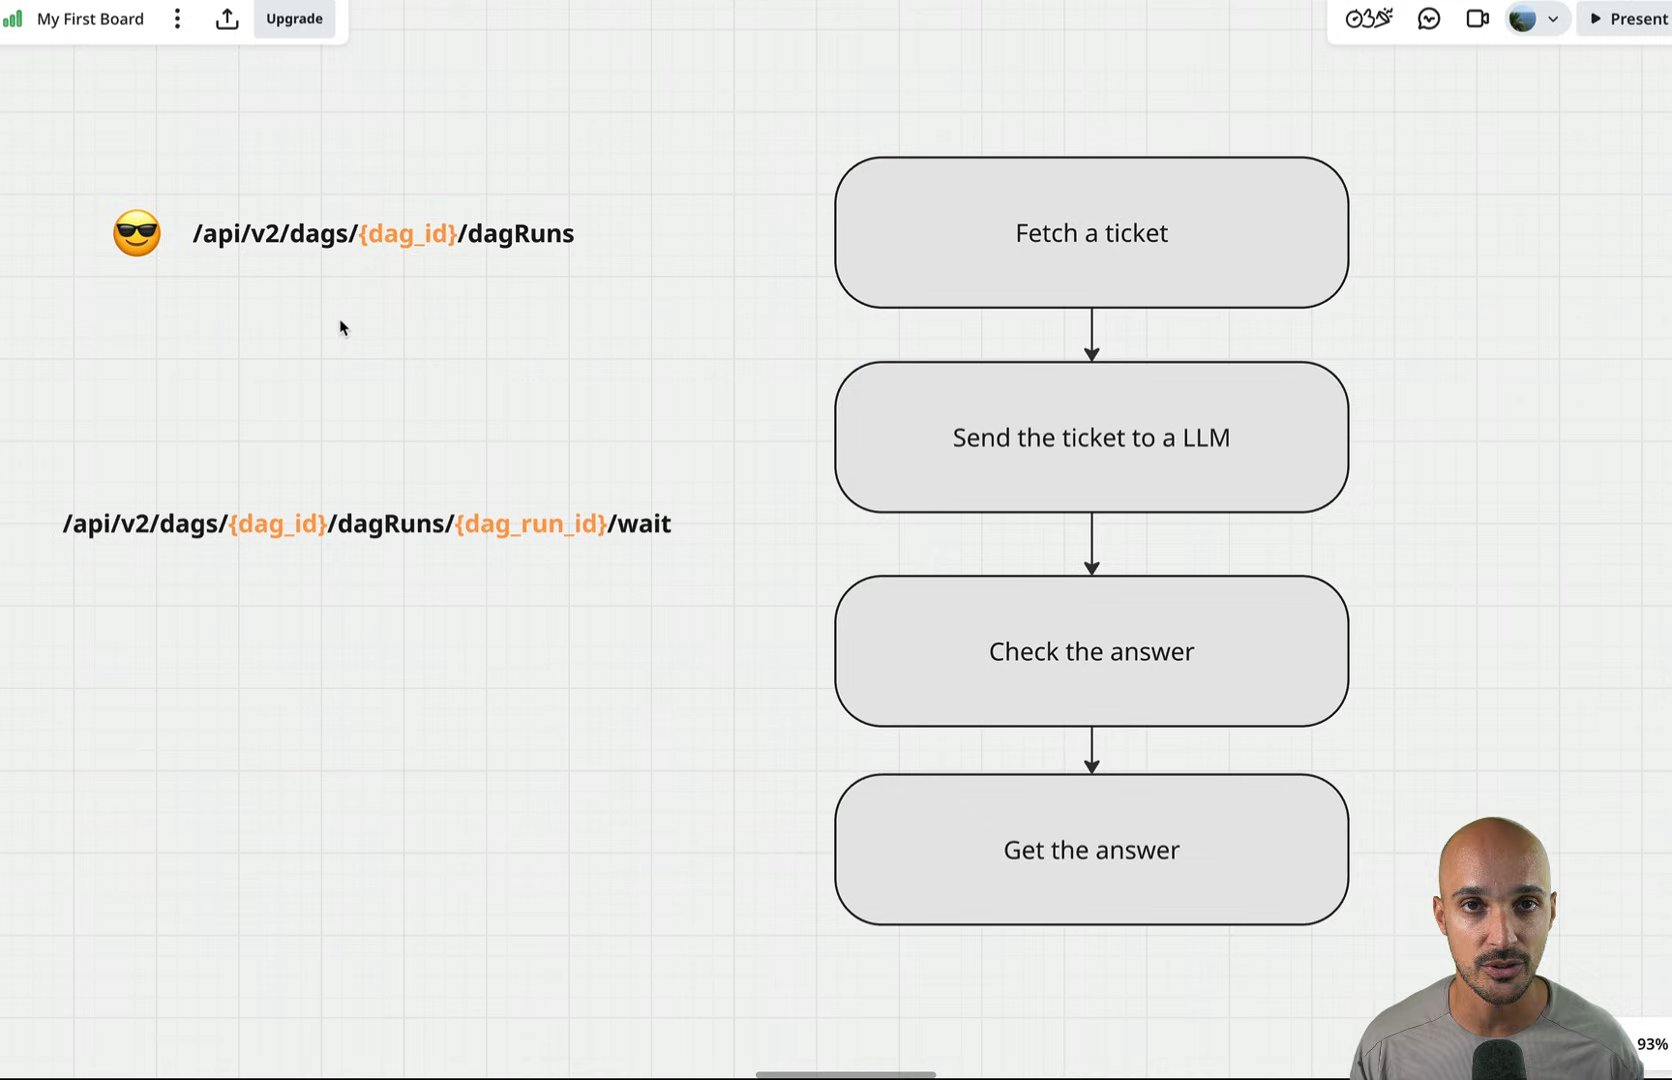 My First Board
Upgrade
Present
/api/v2/dags/{dag_id}/dagRuns
Fetch a ticket
Send the ticket to a LLM
/api/v2/dags/{dag_id}/dagRuns/{dag_run_id}/wait
Check the answer
Get the answer
93%